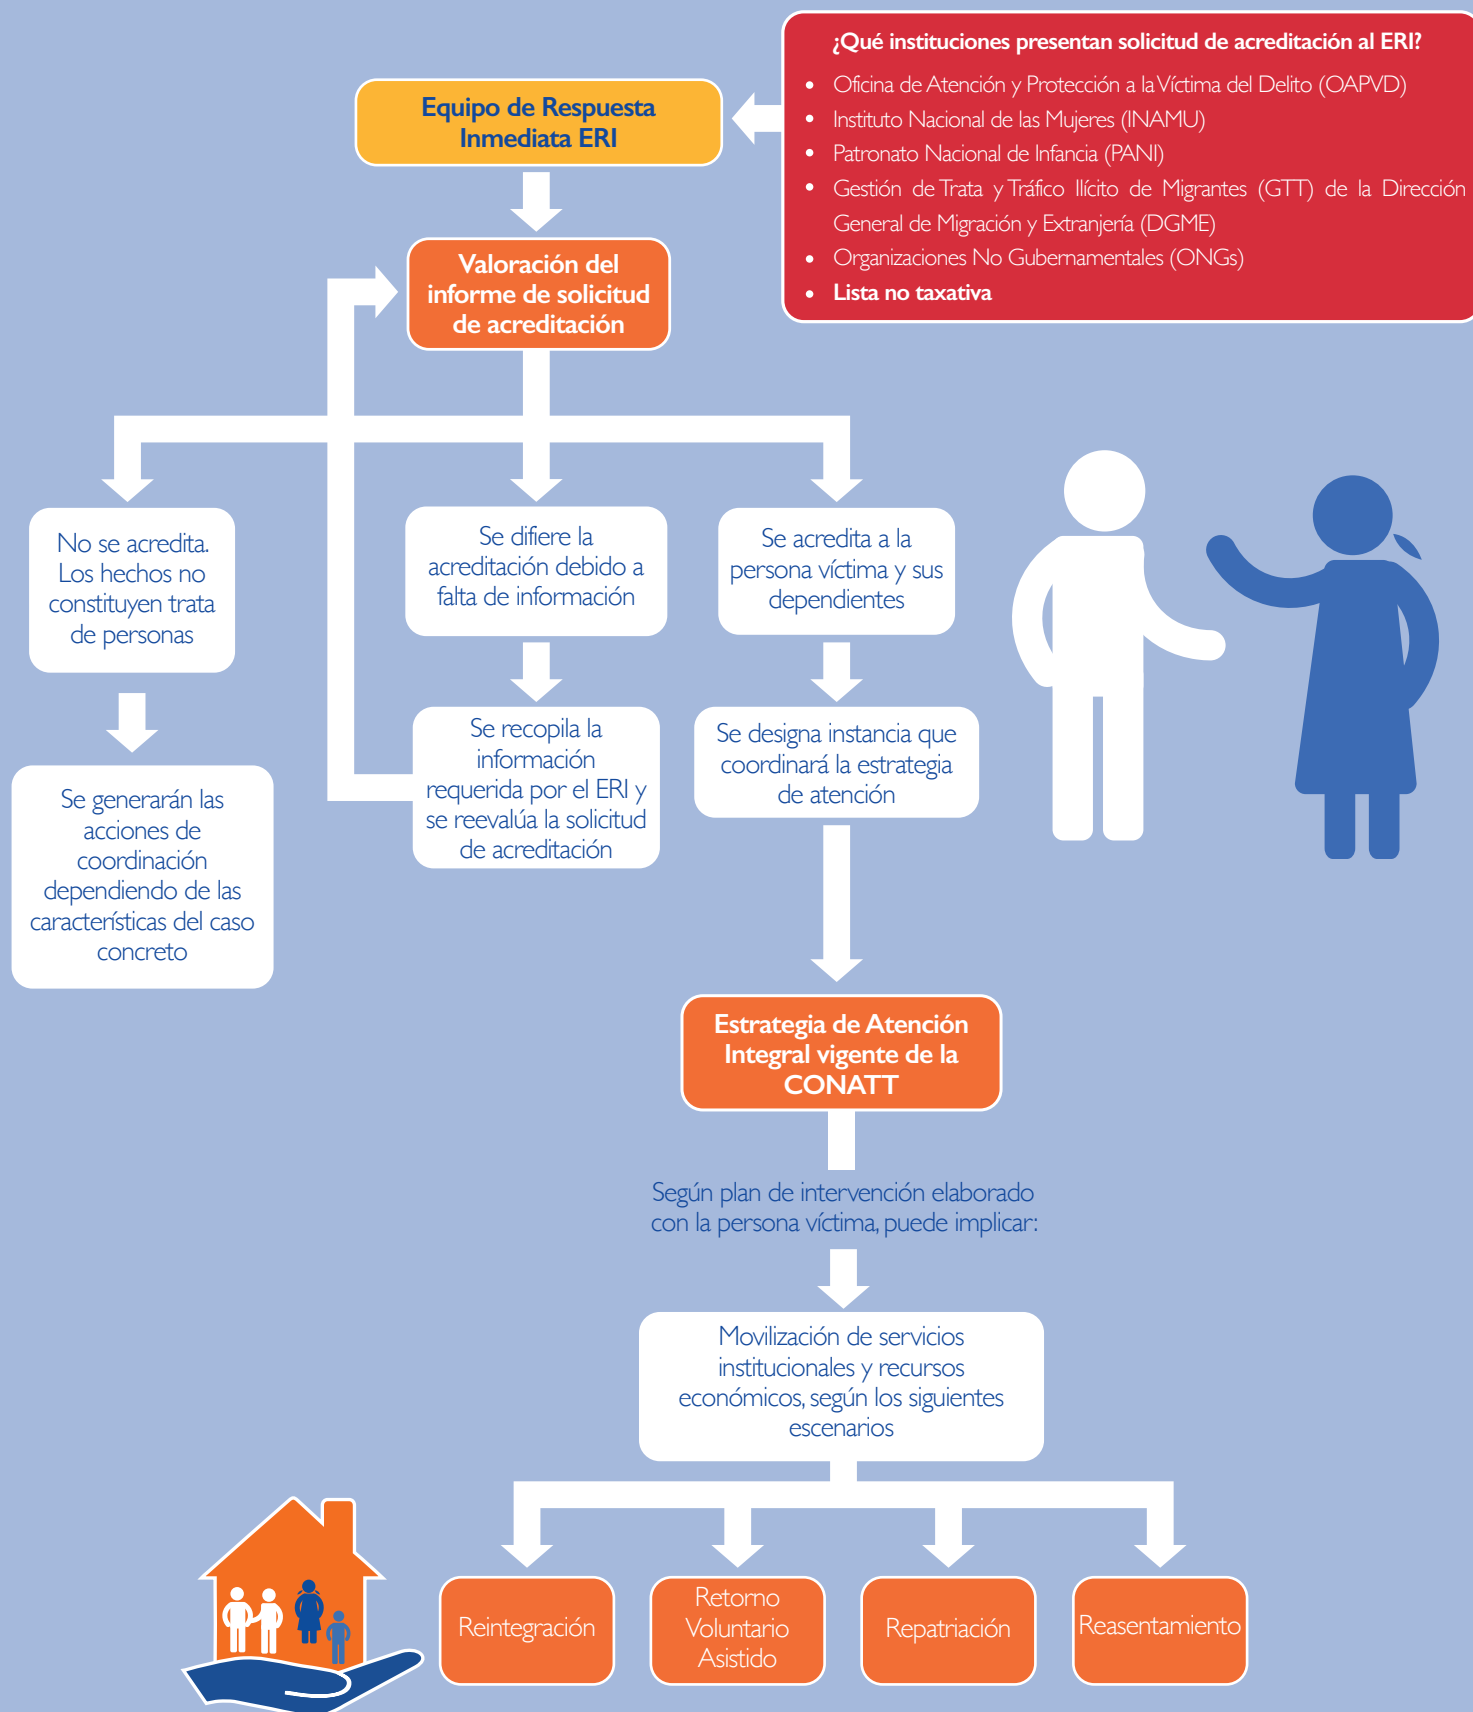 ¿Qué instituciones presentan solicitud de acreditación al ERI?
• Oficina de Atención y Protección a la Víctima del Delito (OAPVD)
• Instituto Nacional de las Mujeres (INAMU)
• Patronato Nacional de Infancia (PANI)
• Gestión de Trata y Tráfico Ilícito de Migrantes (GTT) de la Dirección
General de Migración y Extranjería (DGME)
• Organizaciones No Gubernamentales (ONGs)
• Lista no taxativa
Equipo de Respuesta
Inmediata ERI
Valoración del
informe de solicitud
de acreditación
No se acredita.
Los hechos no
constituyen trata
de personas
Se generarán las
acciones de
coordinación
dependiendo de las
características del caso
concreto
Se difiere la
acreditación debido a
falta de información
Se recopila la
información
requerida por el ERI y
se reevalúa la solicitud
de acreditación
Se acredita a la
persona víctima y sus
dependientes
Se designa instancia que
coordinará la estrategia
de atención
Estrategia de Atención
Integral vigente de la
CONATT
Según plan de intervención elaborado
con la persona víctima, puede implicar:
Movilización de servicios
institucionales y recursos
económicos, según los siguientes
escenarios
Reintegración
Retorno
Voluntario
Asistido
Repatriación
Reasentamiento